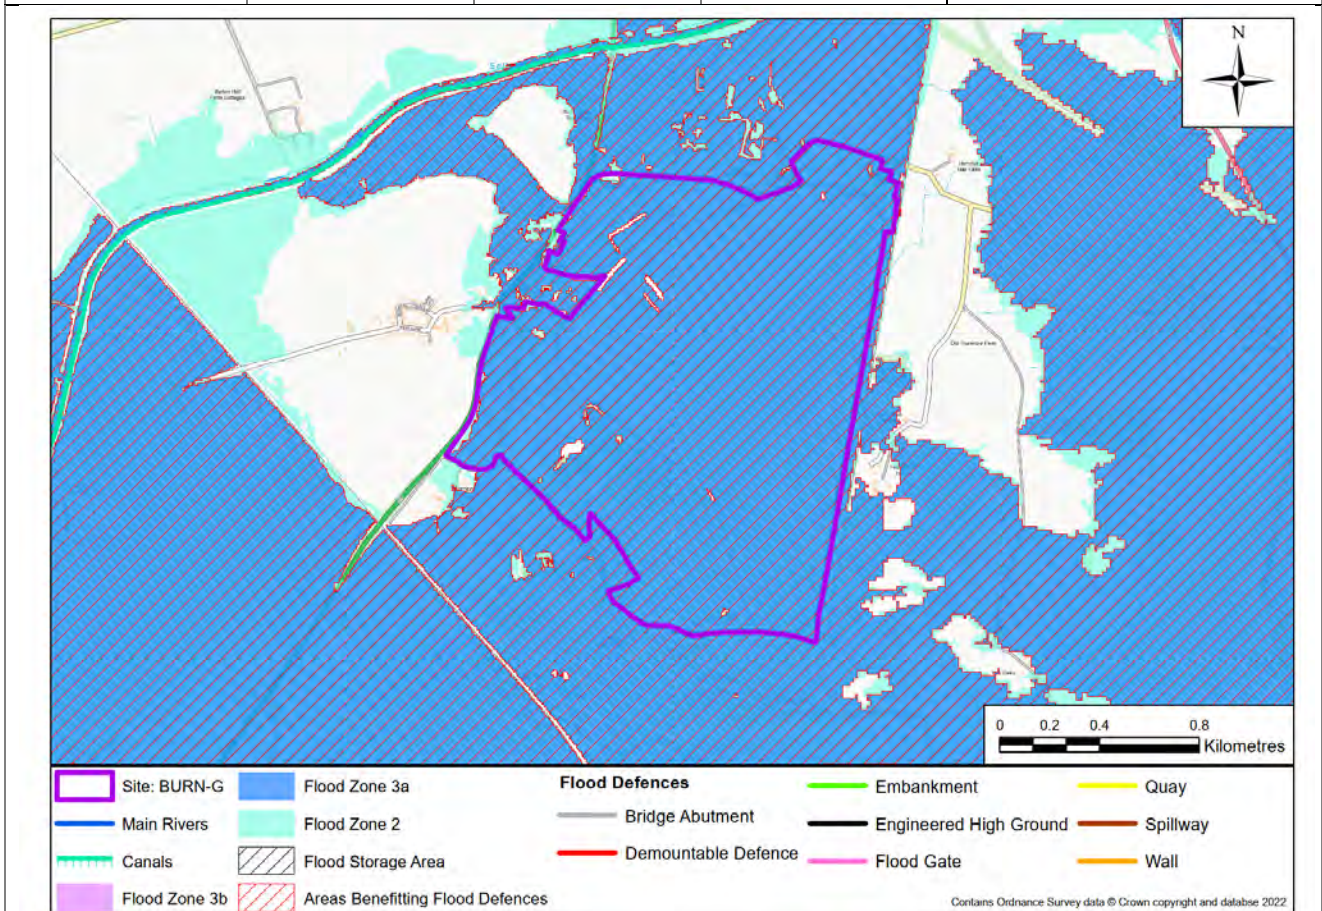 N
0 0.2 0.4 0.8
Kilometres
Site: BURN-G
Main Rivers
Canals
Flood Zone 3b
Flood Zone 3a
Flood Zone 2
Flood Storage Area
Areas Benefitting Flood Defences
Flood Defences
Bridge Abutment
Demountable Defence
Embankment
Engineered High Ground
Flood Gate
Quay
Spillway
Wall
Contains Ordnance Survey data © Crown copyright and databse 2022